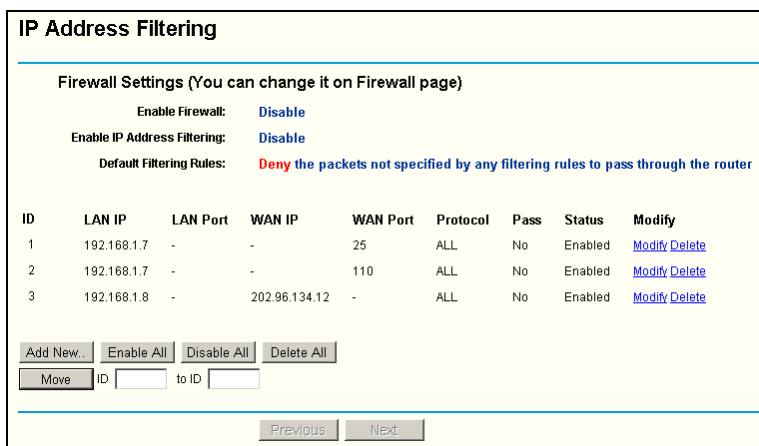 IP Address Filtering
Firewall Settings (You can change it on Firewall page)
Enable Firewall: Disable
Enable IP Address Filtering: Disable
Default Filtering Rules: Deny the packets not specified by any filtering rules to pass through the router
ID LAN IP LAN Port WAN IP WAN Port Protocol Pass Status Modify
1 192.168.1.7 - - 25 ALL No Enabled Modify Delete
2 192.168.1.7 - - 110 ALL No Enabled Modify Delete
3 192.168.1.8 - 202.96.134.12 - ALL No Enabled Modify Delete
Add New.. Enable All Disable All Delete All
Move ID to ID
Previous Next